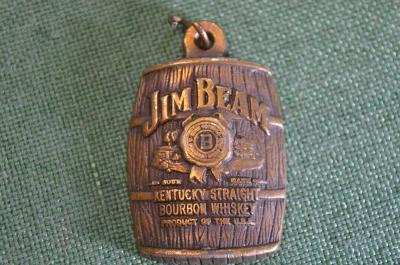 JIM BEAM
B
KENTUCKY STRAIGHT
BOURBON WHISKEY
PRODUCT OF THE U.S.A.